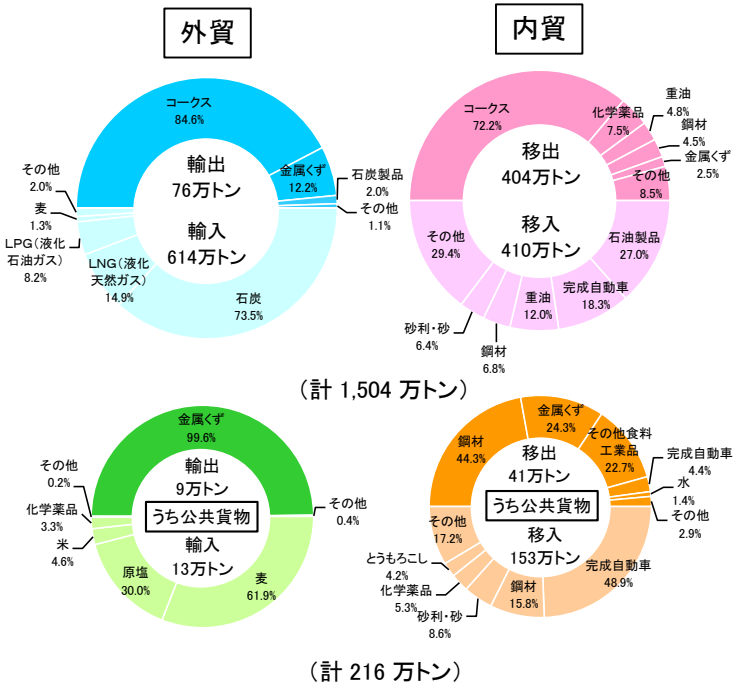 外貿
コークス
84.6%
金属くず
12.2%
石炭製品
2.0%
その他
1.1%
輸出
76万トン
輸入
614万トン
その他
2.0%
麦
1.3%
LPG(液化
石油ガス)
8.2%
LNG(液化
天然ガス)
14.9%
石炭
73.5%
内貿
コークス
72.2%
化学薬品
7.5%
重油
4.8%
鋼材
4.5%
金属くず
2.5%
その他
8.5%
移出
404万トン
移入
410万トン
その他
29.4%
砂利・砂
6.4%
鋼材
6.8%
重油
12.0%
完成自動車
18.3%
石油製品
27.0%
(計 1,504 万トン)
金属くず
99.6%
その他
0.4%
輸出
9万トン
うち公共貨物
輸入
13万トン
その他
0.2%
化学薬品
3.3%
米
4.6%
原塩
30.0%
麦
61.9%
鋼材
44.3%
金属くず
24.3%
その他食料
工業品
22.7%
完成自動車
4.4%
水
1.4%
その他
2.9%
移出
41万トン
うち公共貨物
移入
153万トン
その他
17.2%
とうもろこし
4.2%
化学薬品
5.3%
砂利・砂
8.6%
鋼材
15.8%
完成自動車
48.9%
(計 216 万トン)